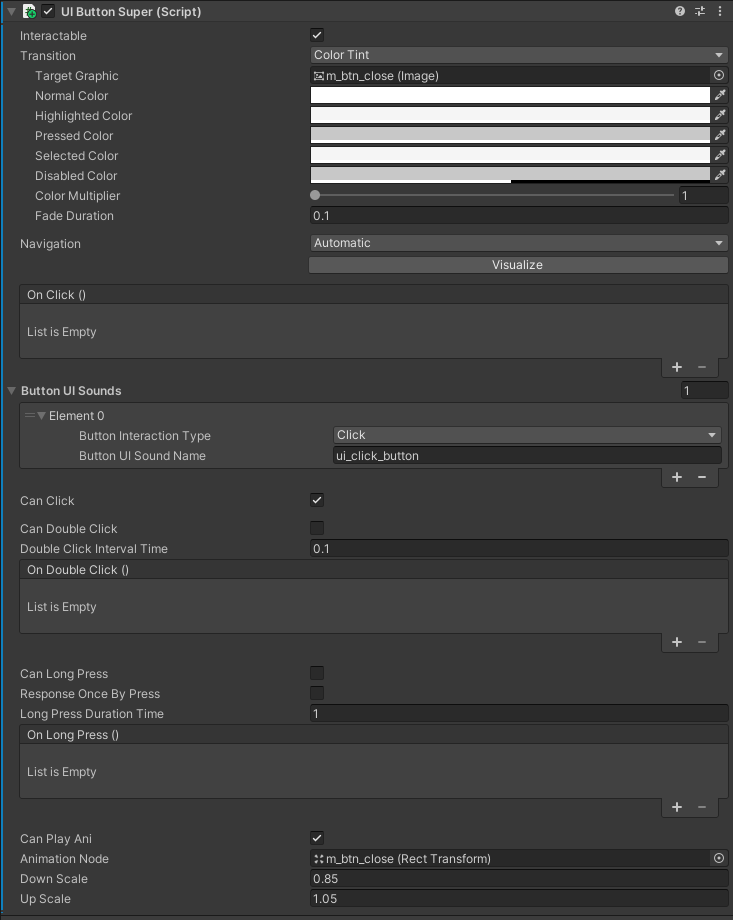 UI Button Super (Script)
Interactable
Transition Color Tint
Target Graphic m_btn_close (Image)
Normal Color
Highlighted Color
Pressed Color
Selected Color
Disabled Color
Color Multiplier 1
Fade Duration 0.1
Navigation Automatic
Visualize
On Click ()
List is Empty
Button UI Sounds 1
Element 0
Button Interaction Type Click
Button UI Sound Name ui_click_button
Can Click
Can Double Click
Double Click Interval Time 0.1
On Double Click ()
List is Empty
Can Long Press
Response Once By Press
Long Press Duration Time 1
On Long Press ()
List is Empty
Can Play Ani
Animation Node m_btn_close (Rect Transform)
Down Scale 0.85
Up Scale 1.05